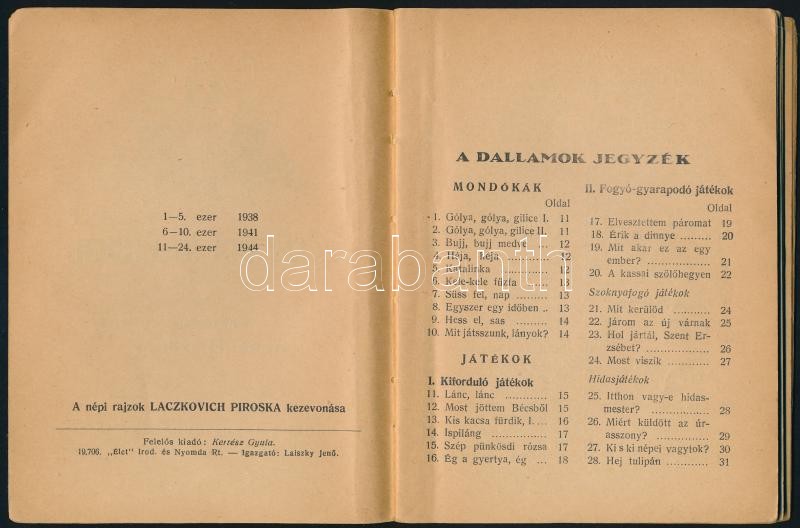 1—5. ezer 1938
6—10. ezer 1941
11—24. ezer 1944
A népi rajzok LACZKOVICH PIROSKA kezevonása
Felelős kiadó: Kertész Gyula.
19,706. „Élet” Irod. és Nyomda Rt. — Igazgató: Laiszky Jenő.
A DALLAMOK JEGYZÉK
MONDÓKÁK
Oldal
1. Gólya, gólya, gilice I. 11
2. Gólya, gólya, gilice II. 11
3. Bujj, bujj medve ... 12
4. Héja, héja ............ 12
5. Katalinka ............ 12
6. Kele-kele fűzfa ...... 13
7. Süss fel, nap ......... 13
8. Egyszer egy időben .. 13
9. Hess el, sas .......... 14
10. Mit játsszunk, lányok? 14
JÁTÉKOK
I. Kiforduló játékok
11. Lánc, lánc ............ 15
12. Most jöttem Bécsből 15
13. Kis kacsa fürdik, I. ... 16
14. Ispiláng ............... 17
15. Szép pünkösdi rózsa 17
16. Ég a gyertya, ég ... 18
II. Fogyó-gyarapodó játékok
Oldal
17. Elvesztettem páromat 19
18. Érik a dinnye ......... 20
19. Mit akar ez az egy
ember? .................. 21
20. A kassai szőlőhegyen 22
Szoknyafogó játékok
21. Mit kerülöd ............ 24
22. Járom az új várnak 25
23. Hol jártál, Szent Er-
zsébet? .................. 26
24. Most viszik ............ 27
Hidasjátékok
25. Itthon vagy-e hidas-
mester? .................. 28
26. Miért küldött az úr-
asszony? ............... 29
27. Ki s ki népei vagytok? 30
28. Hej tulipán ............ 31
darabanth